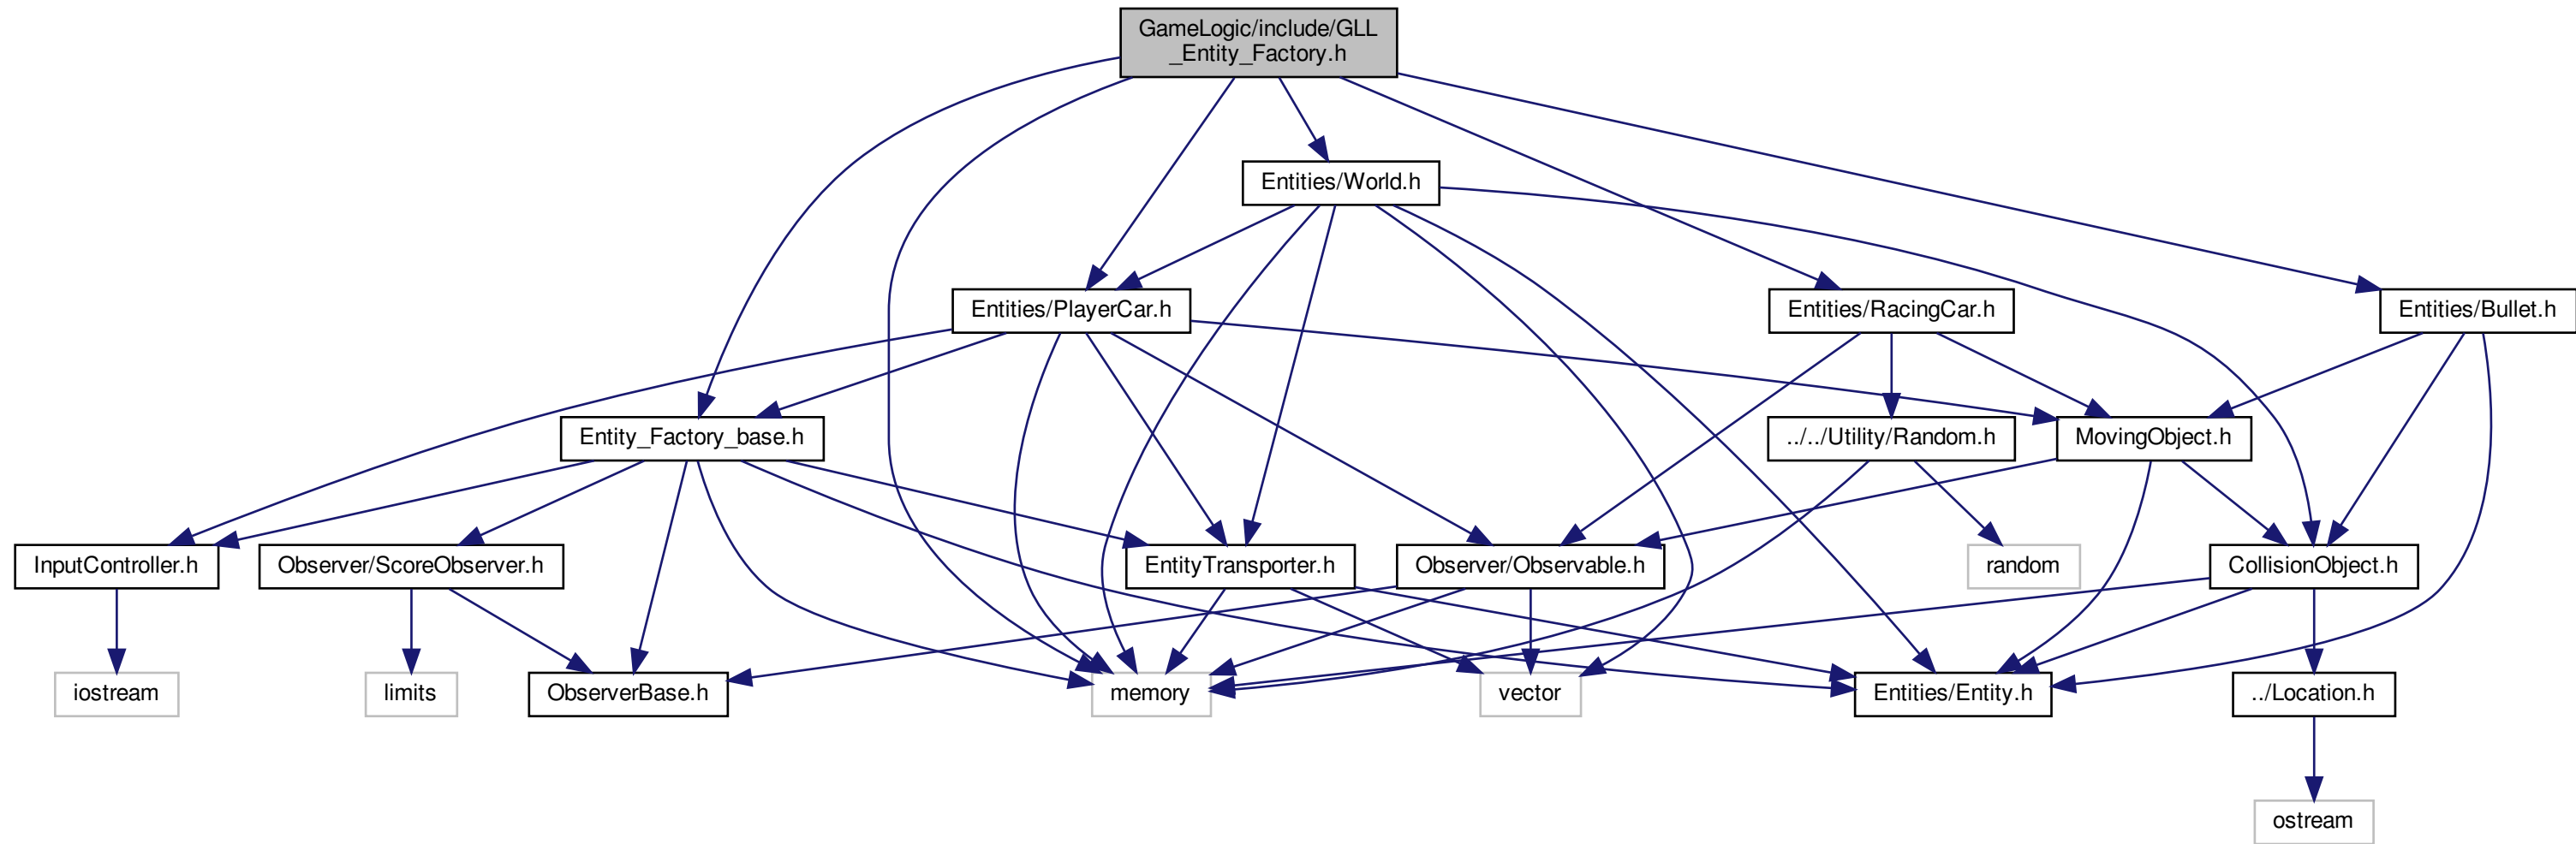 GameLogic/include/GLL
_Entity_Factory.h
Entities/World.h
Entities/PlayerCar.h
Entities/RacingCar.h
Entities/Bullet.h
Entity_Factory_base.h
../../Utility/Random.h
MovingObject.h
InputController.h
Observer/ScoreObserver.h
EntityTransporter.h
Observer/Observable.h
random
CollisionObject.h
iostream
limits
ObserverBase.h
memory
vector
Entities/Entity.h
../Location.h
ostream